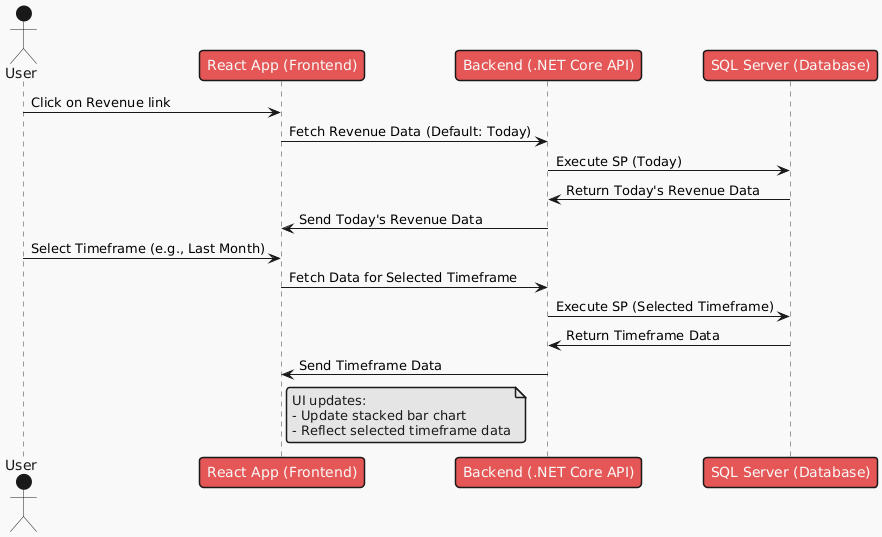 User
React App (Frontend)
Backend (.NET Core API)
SQL Server (Database)
Click on Revenue link
Fetch Revenue Data (Default: Today)
Execute SP (Today)
Return Today's Revenue Data
Send Today's Revenue Data
Select Timeframe (e.g., Last Month)
Fetch Data for Selected Timeframe
Execute SP (Selected Timeframe)
Return Timeframe Data
Send Timeframe Data
UI updates:
- Update stacked bar chart
- Reflect selected timeframe data
User
React App (Frontend)
Backend (.NET Core API)
SQL Server (Database)